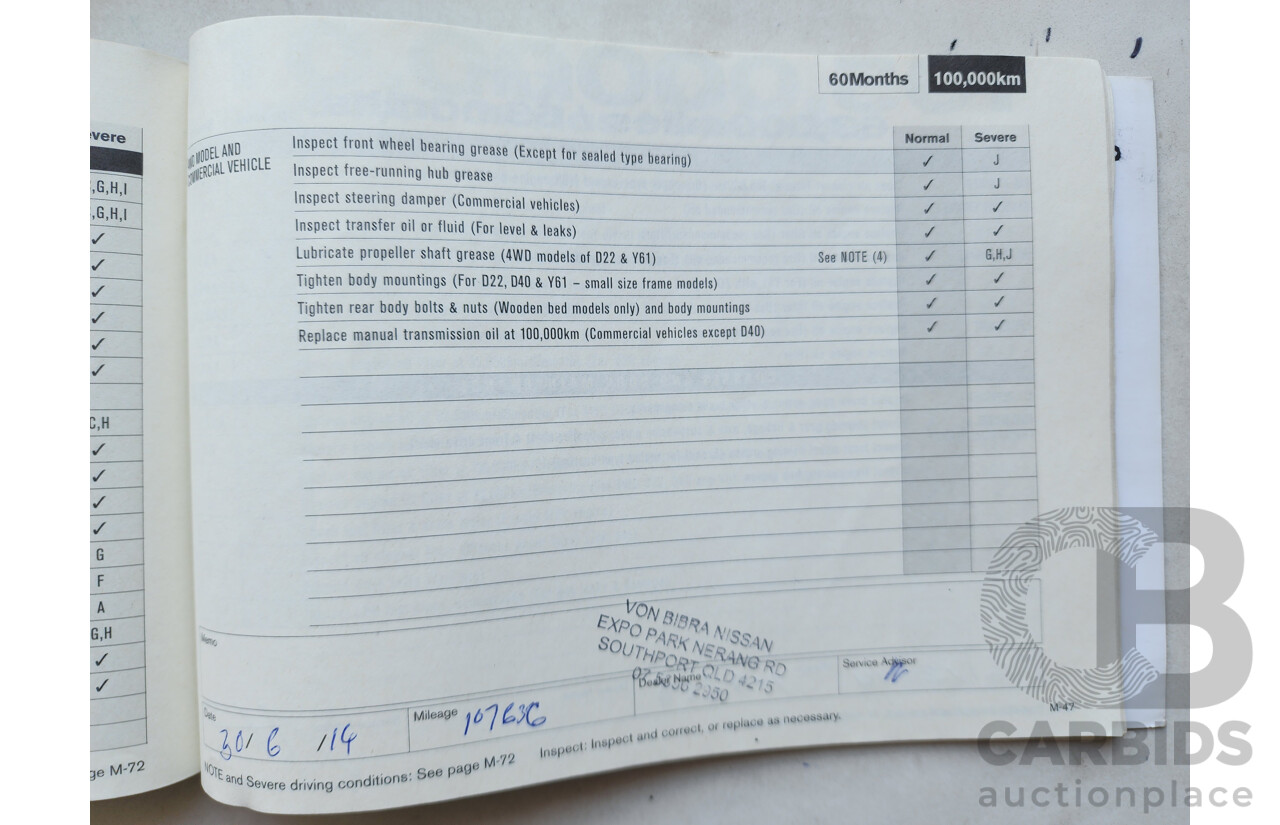 60Months 100,000km
Normal Severe
MODEL AND
COMMERCIAL VEHICLE
Inspect front wheel bearing grease (Except for sealed type bearing) ✓ J
Inspect free-running hub grease ✓ J
Inspect steering damper (Commercial vehicles) ✓ ✓
Inspect transfer oil or fluid (For level & leaks) ✓ ✓
Lubricate propeller shaft grease (4WD models of D22 & Y61) See NOTE (4) ✓ G,H,J
Tighten body mountings (For D22, D40 & Y61 – small size frame models) ✓ ✓
Tighten rear body bolts & nuts (Wooden bed models only) and body mountings ✓ ✓
Replace manual transmission oil at 100,000km (Commercial vehicles except D40) ✓ ✓
Memo
VON BIBRA NISSAN
EXPO PARK NERANG RD
SOUTHPORT QLD 4215
Dealer Name
Service Advisor
Date
30/ 6 /14
Mileage
M-47
NOTE and Severe driving conditions: See page M-72 Inspect: Inspect and correct, or replace as necessary.
evere
,G,H,I
,G,H,I
✓
✓
✓
✓
✓
✓
C,H
✓
✓
✓
✓
G
F
A
G,H
✓
✓
ge M-72
CARBIDS
auctionplace